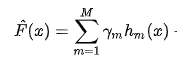 F̂(x) = ∑_{m=1}^{M} γ_m h_m(x) ·